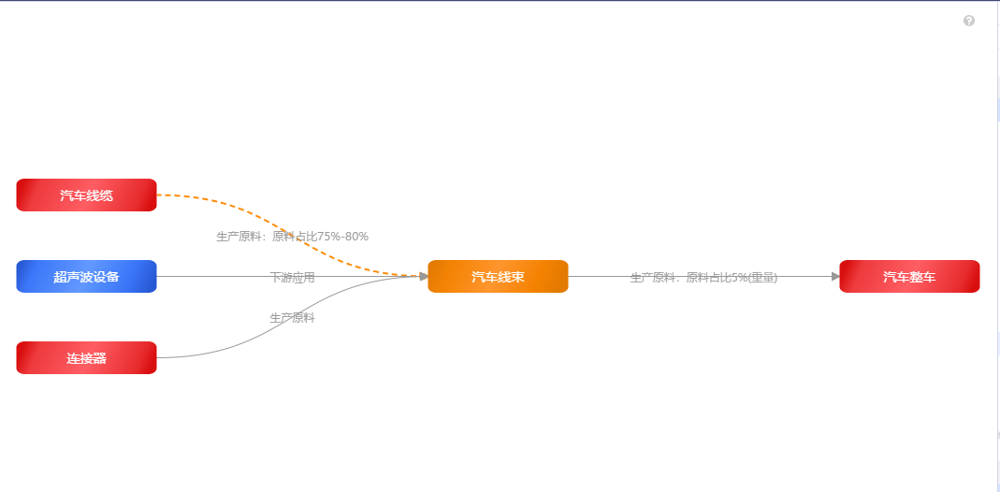 汽车线缆
生产原料：原料占比75%-80%
超声波设备
下游应用
汽车线束
生产原料：原料占比5%(重量)
汽车整车
生产原料
连接器